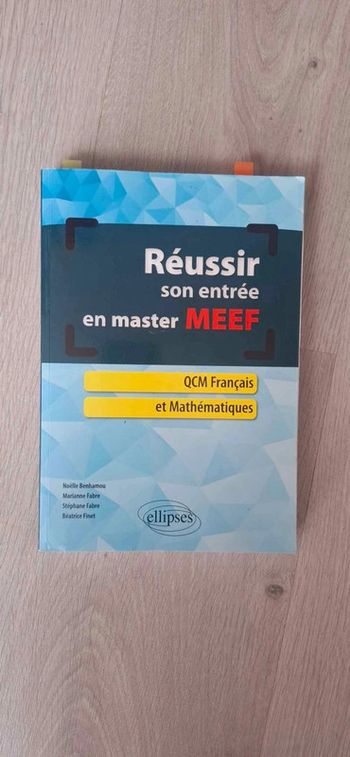 Réussir
son entrée
en master MEEF
QCM Français
et Mathématiques
Noëlle Benhamou
Marianne Fabre
Stéphane Fabre
Béatrice Finet
ellipses